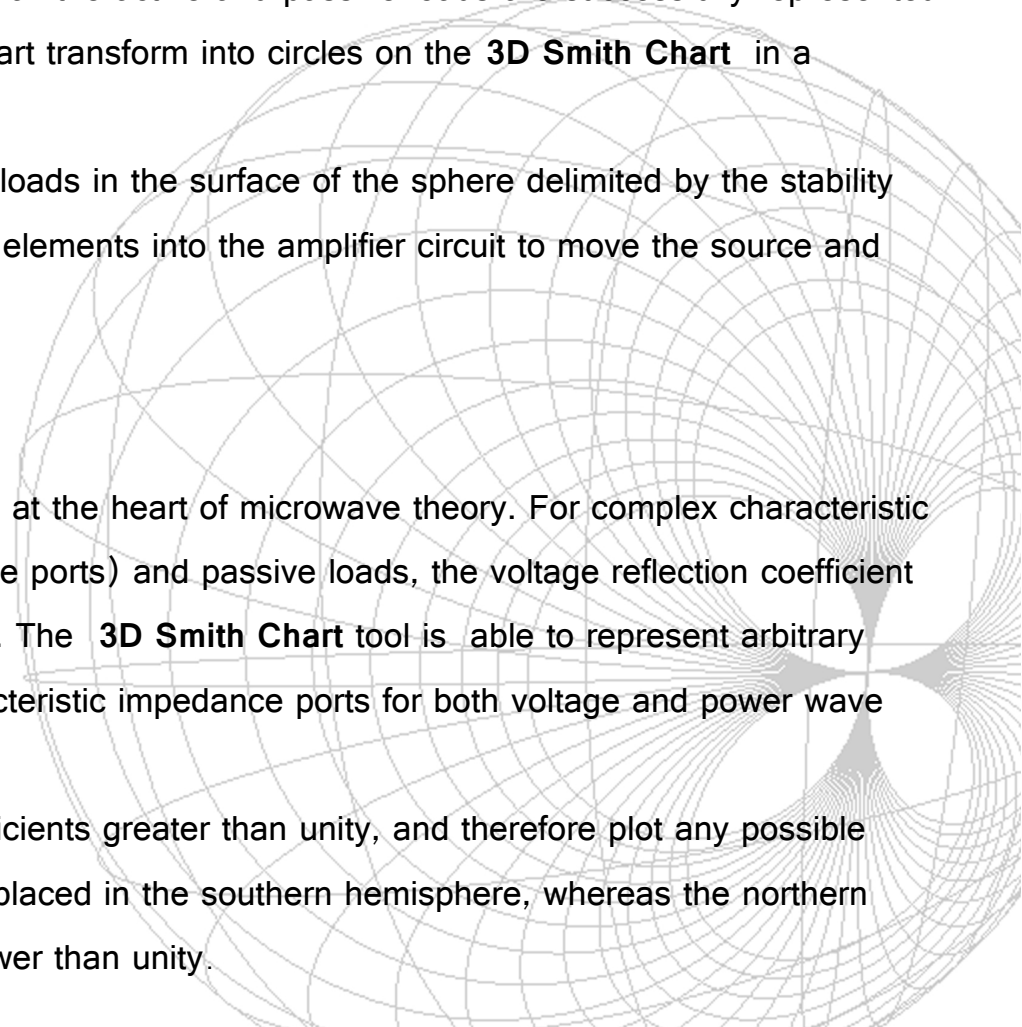 art transform into circles on the 3D Smith Chart in a
loads in the surface of the sphere delimited by the stability
elements into the amplifier circuit to move the source and
at the heart of microwave theory. For complex characteristic
e ports) and passive loads, the voltage reflection coefficient
. The 3D Smith Chart tool is able to represent arbitrary
cteristic impedance ports for both voltage and power wave
icients greater than unity, and therefore plot any possible
placed in the southern hemisphere, whereas the northern
wer than unity.